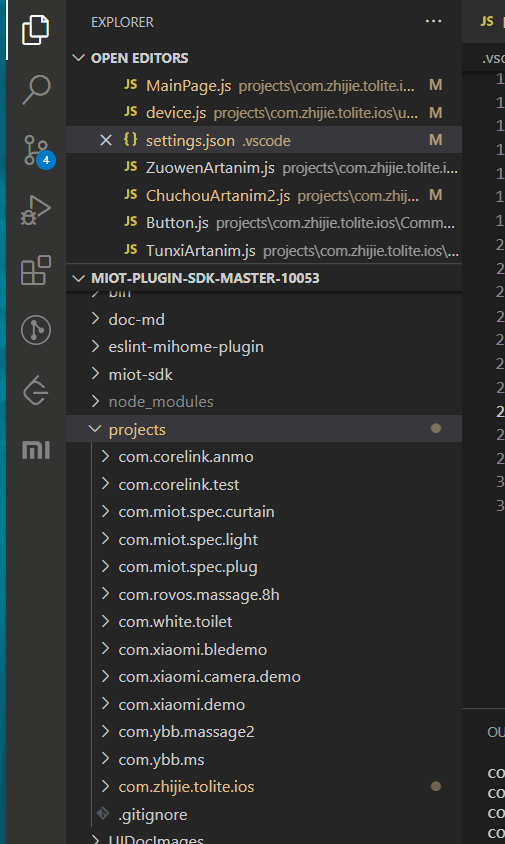 EXPLORER ···
OPEN EDITORS
JS MainPage.js projects\com.zhijie.tolite.i... M
JS device.js projects\com.zhijie.tolite.ios\u... M
{} settings.json .vscode M
JS ZuowenArtanim.js projects\com.zhijie.tolite.i...
JS ChuchouArtanim2.js projects\com.zhij... M
JS Button.js projects\com.zhijie.tolite.ios\Comm...
JS TunxiArtanim.js projects\com.zhijie.tolite.ios\...
MIOT-PLUGIN-SDK-MASTER-10053
bin
doc-md
eslint-mihome-plugin
miot-sdk
node_modules
projects
com.corelink.anmo
com.corelink.test
com.miot.spec.curtain
com.miot.spec.light
com.miot.spec.plug
com.rovos.massage.8h
com.white.toilet
com.xiaomi.bledemo
com.xiaomi.camera.demo
com.xiaomi.demo
com.ybb.massage2
com.ybb.ms
com.zhijie.tolite.ios
.gitignore
UIDocImages
4
mi
JS
.vsc
1
1
1
1
1
1
1
2
2
2
2
2
2
2
2
2
2
3
3
OU
co
co
co
co